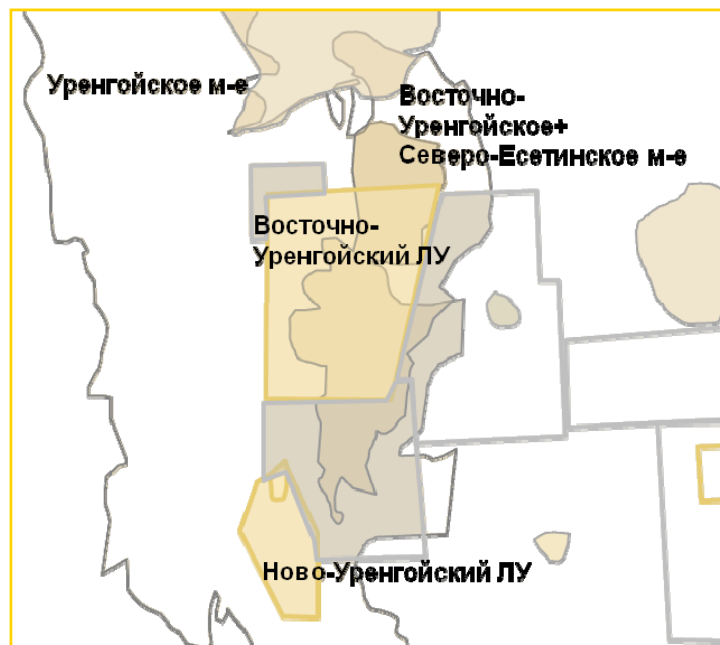 Уренгойское м-е
Восточно-
Уренгойское+
Северо-Есетинское м-е
Восточно-
Уренгойский ЛУ
Ново-Уренгойский ЛУ